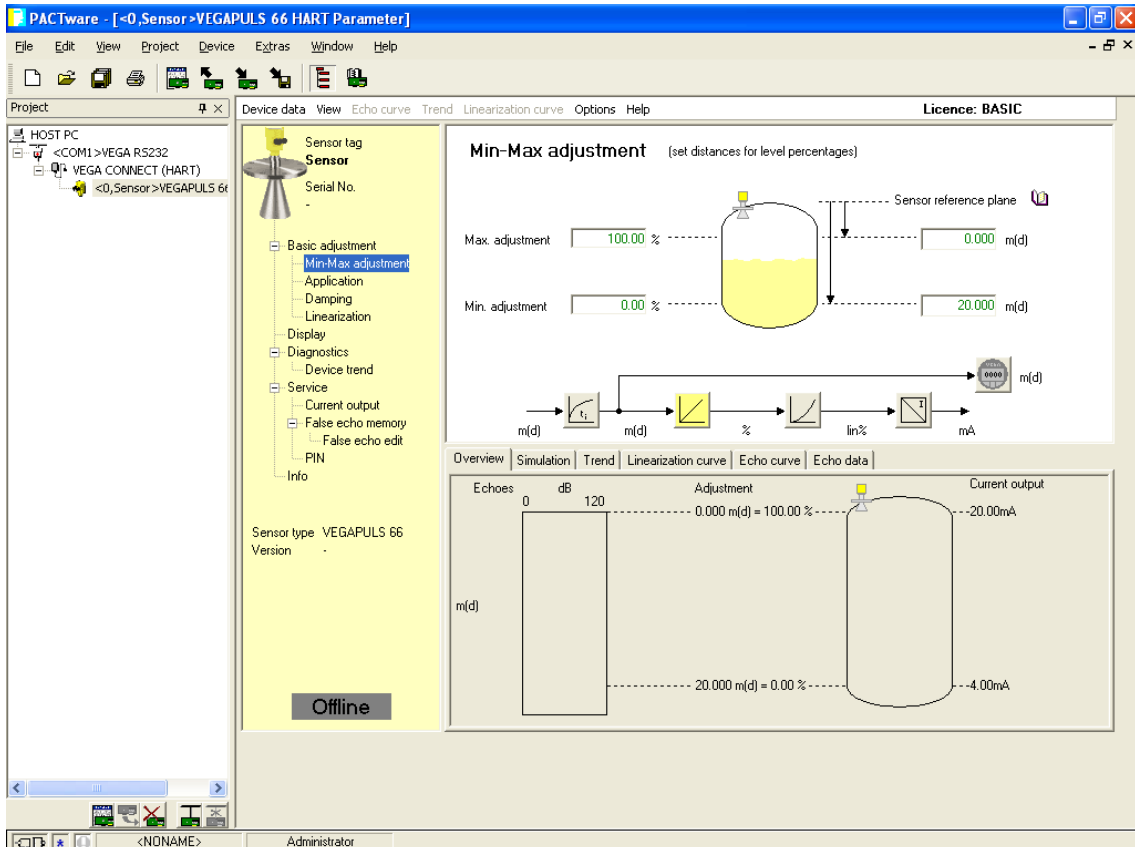 PACTware - [<0,Sensor>VEGAPULS 66 HART Parameter]
File Edit View Project Device Extras Window Help
Project
HOST PC
<COM1>VEGA RS232
VEGA CONNECT (HART)
<0,Sensor>VEGAPULS 66
Device data View Echo curve Trend Linearization curve Options Help Licence: BASIC
Sensor tag
Sensor
Serial No.
-
Basic adjustment
Min-Max adjustment
Application
Damping
Linearization
Display
Diagnostics
Device trend
Service
Current output
False echo memory
False echo edit
PIN
Info
Sensor type VEGAPULS 66
Version -
Offline
Min-Max adjustment (set distances for level percentages)
Sensor reference plane
Max. adjustment 100.00 % 0.000 m(d)
Min. adjustment 0.00 % 20.000 m(d)
0000 m(d)
ti I
m(d) m(d) % lin% mA
Overview Simulation Trend Linearization curve Echo curve Echo data
Echoes dB Adjustment Current output
0 120
0.000 m(d) = 100.00 % 20.00mA
m(d)
20.000 m(d) = 0.00 % 4.00mA
<NONAME> Administrator